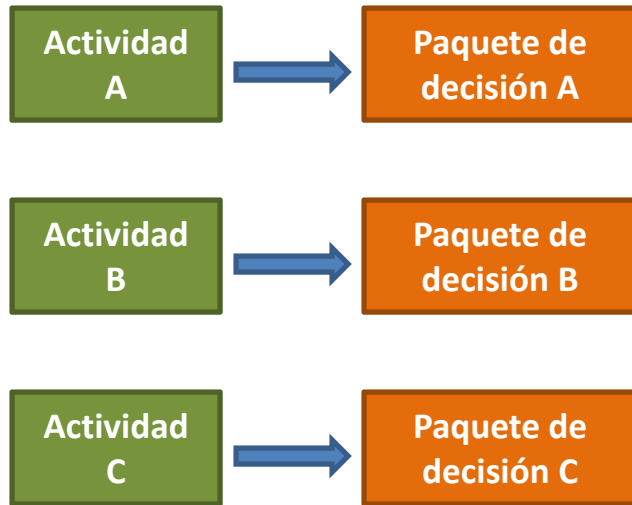 Actividad
A
Paquete de
decisión A
Actividad
B
Paquete de
decisión B
Actividad
C
Paquete de
decisión C